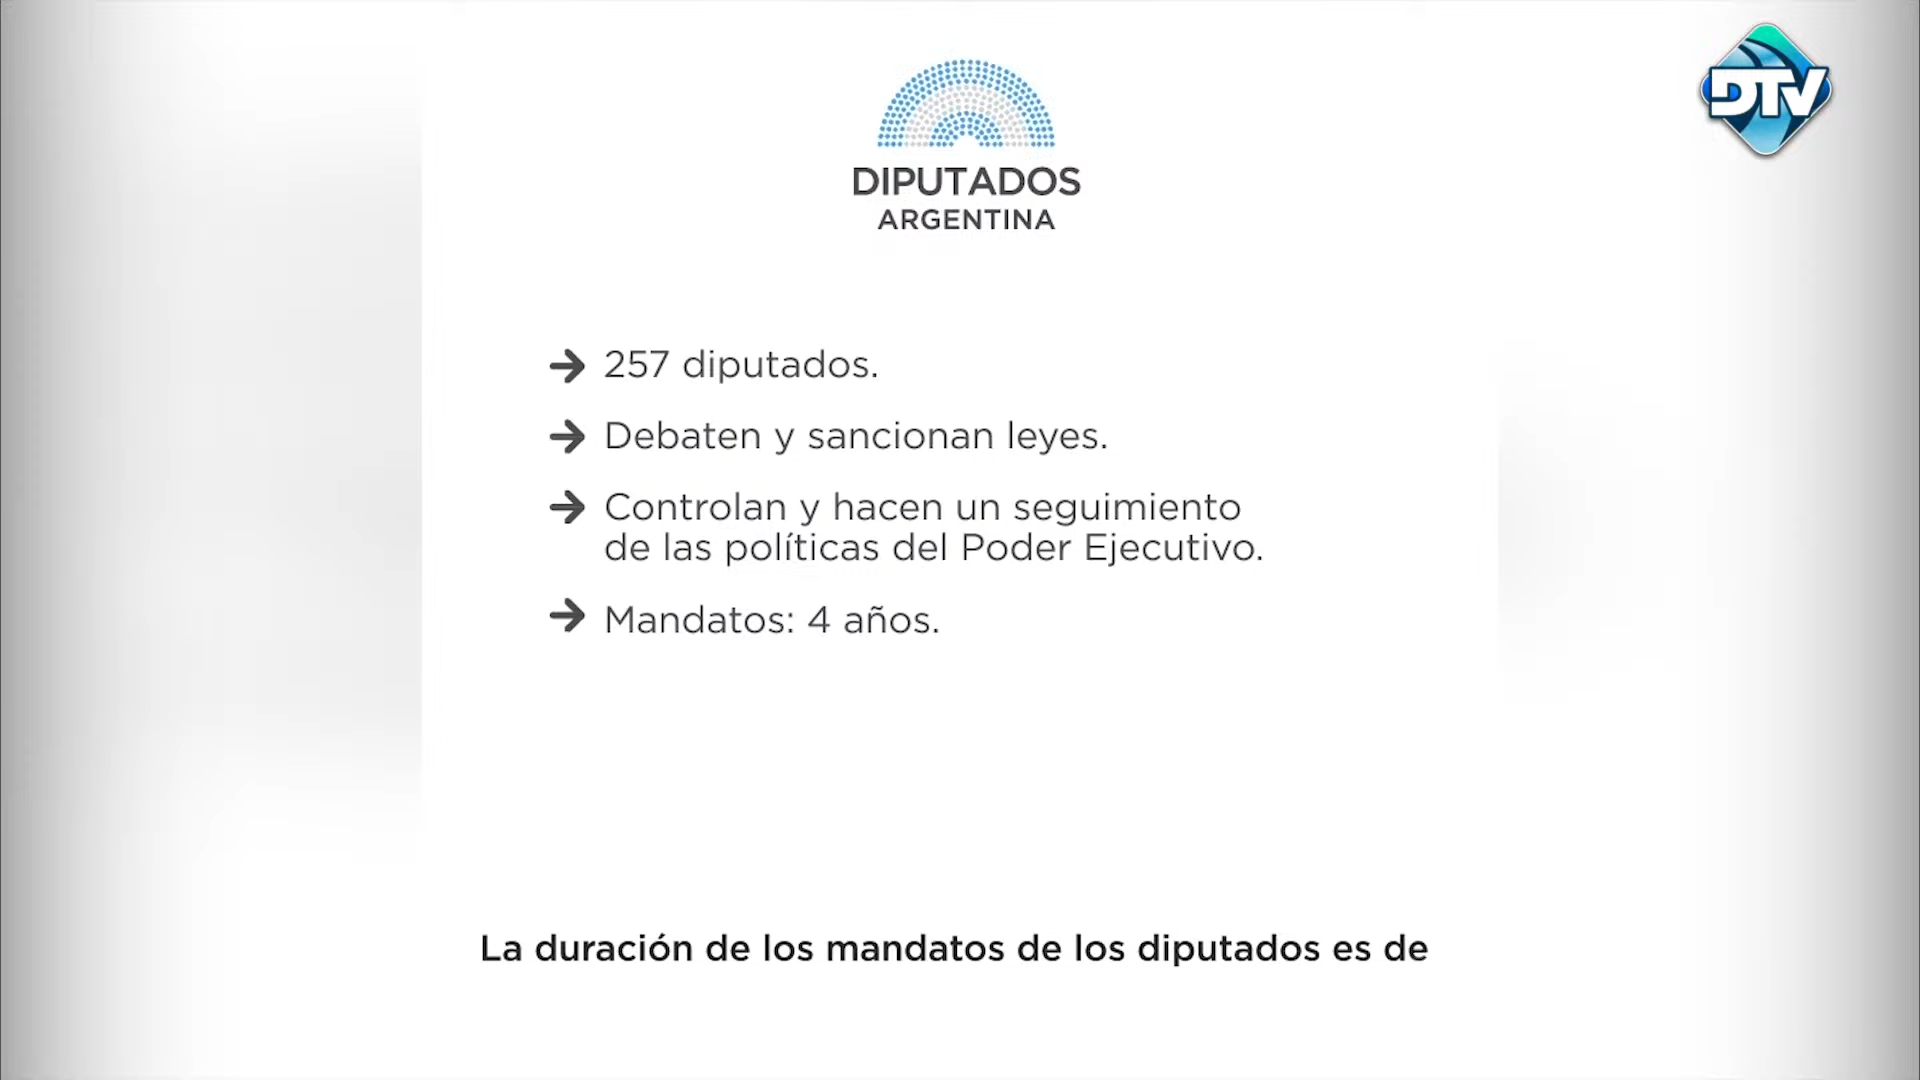 DTV
DIPUTADOS
ARGENTINA
257 diputados.
Debaten y sancionan leyes.
Controlan y hacen un seguimiento
de las políticas del Poder Ejecutivo.
Mandatos: 4 años.
La duración de los mandatos de los diputados es de